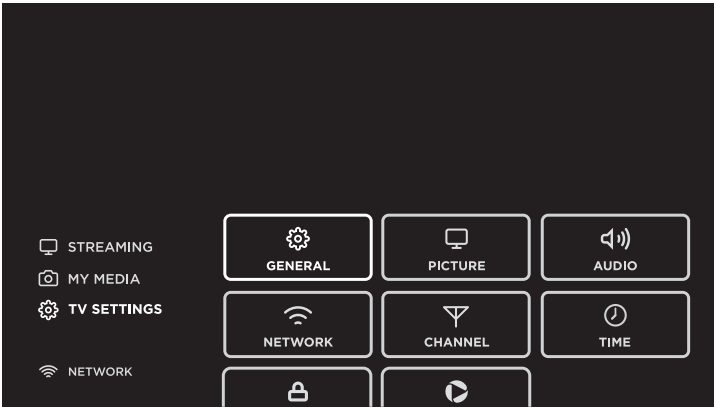 STREAMING
MY MEDIA
TV SETTINGS
NETWORK
GENERAL
PICTURE
AUDIO
NETWORK
CHANNEL
TIME